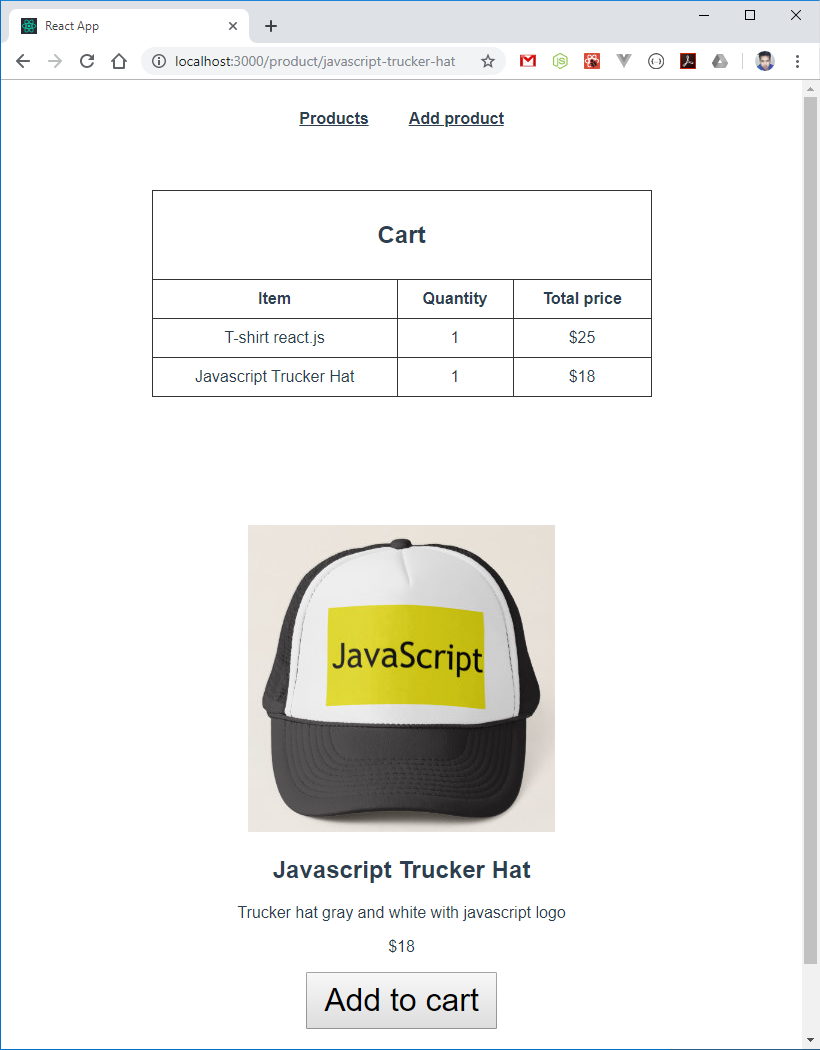 React App
localhost:3000/product/javascript-trucker-hat
Products Add product
Cart
Item Quantity Total price
T-shirt react.js 1 $25
Javascript Trucker Hat 1 $18
JavaScript
Javascript Trucker Hat
Trucker hat gray and white with javascript logo
$18
Add to cart